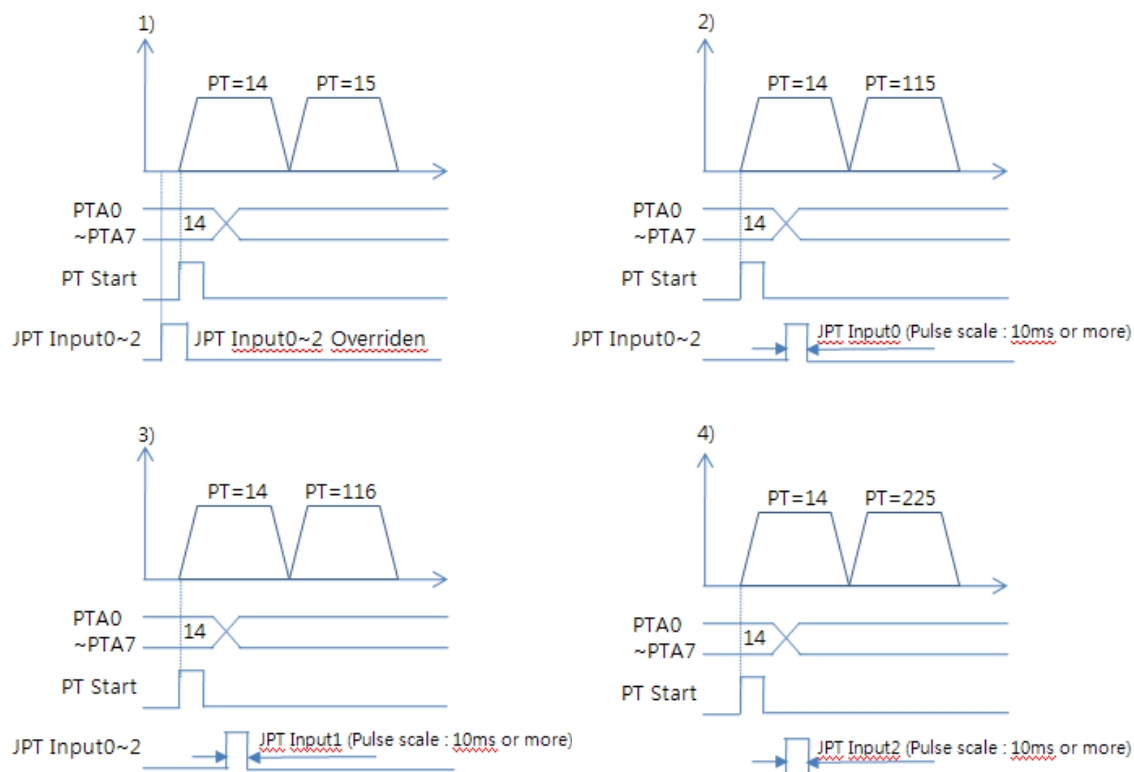 1)
PT=14
PT=15
PTA0
~PTA7
14
PT Start
JPT Input0~2
JPT Input0~2 Overriden
2)
PT=14
PT=115
PTA0
~PTA7
14
PT Start
JPT Input0~2
JPT Input0 (Pulse scale : 10ms or more)
3)
PT=14
PT=116
PTA0
~PTA7
14
PT Start
JPT Input0~2
JPT Input1 (Pulse scale : 10ms or more)
4)
PT=14
PT=225
PTA0
~PTA7
14
PT Start
JPT Input2 (Pulse scale : 10ms or more)